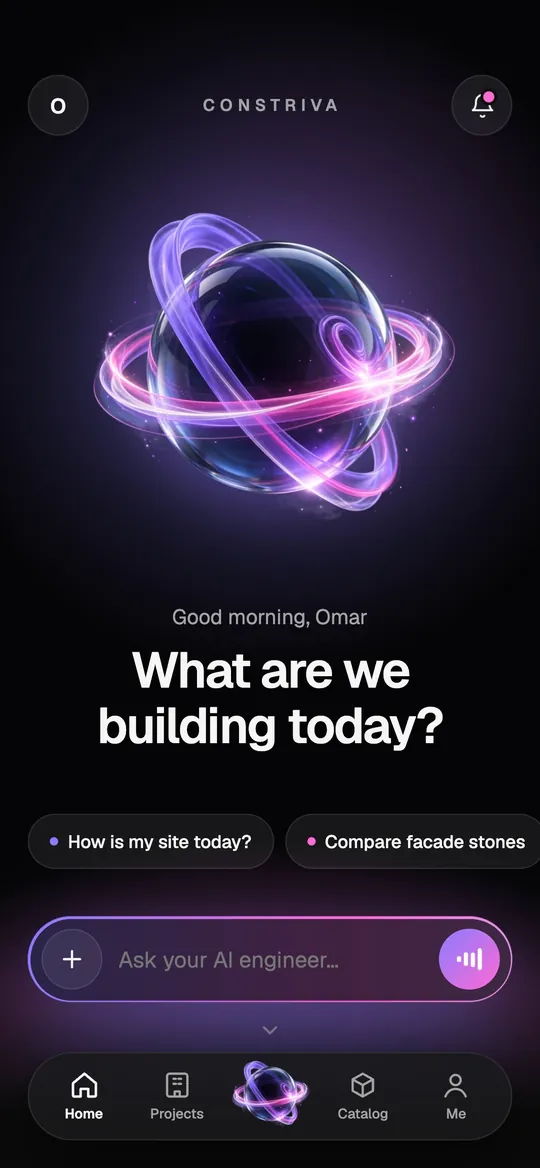 O
CONSTRIVA
Good morning, Omar
What are we
building today?
How is my site today?
Compare facade stones
Ask your AI engineer...
Home
Projects
Catalog
Me